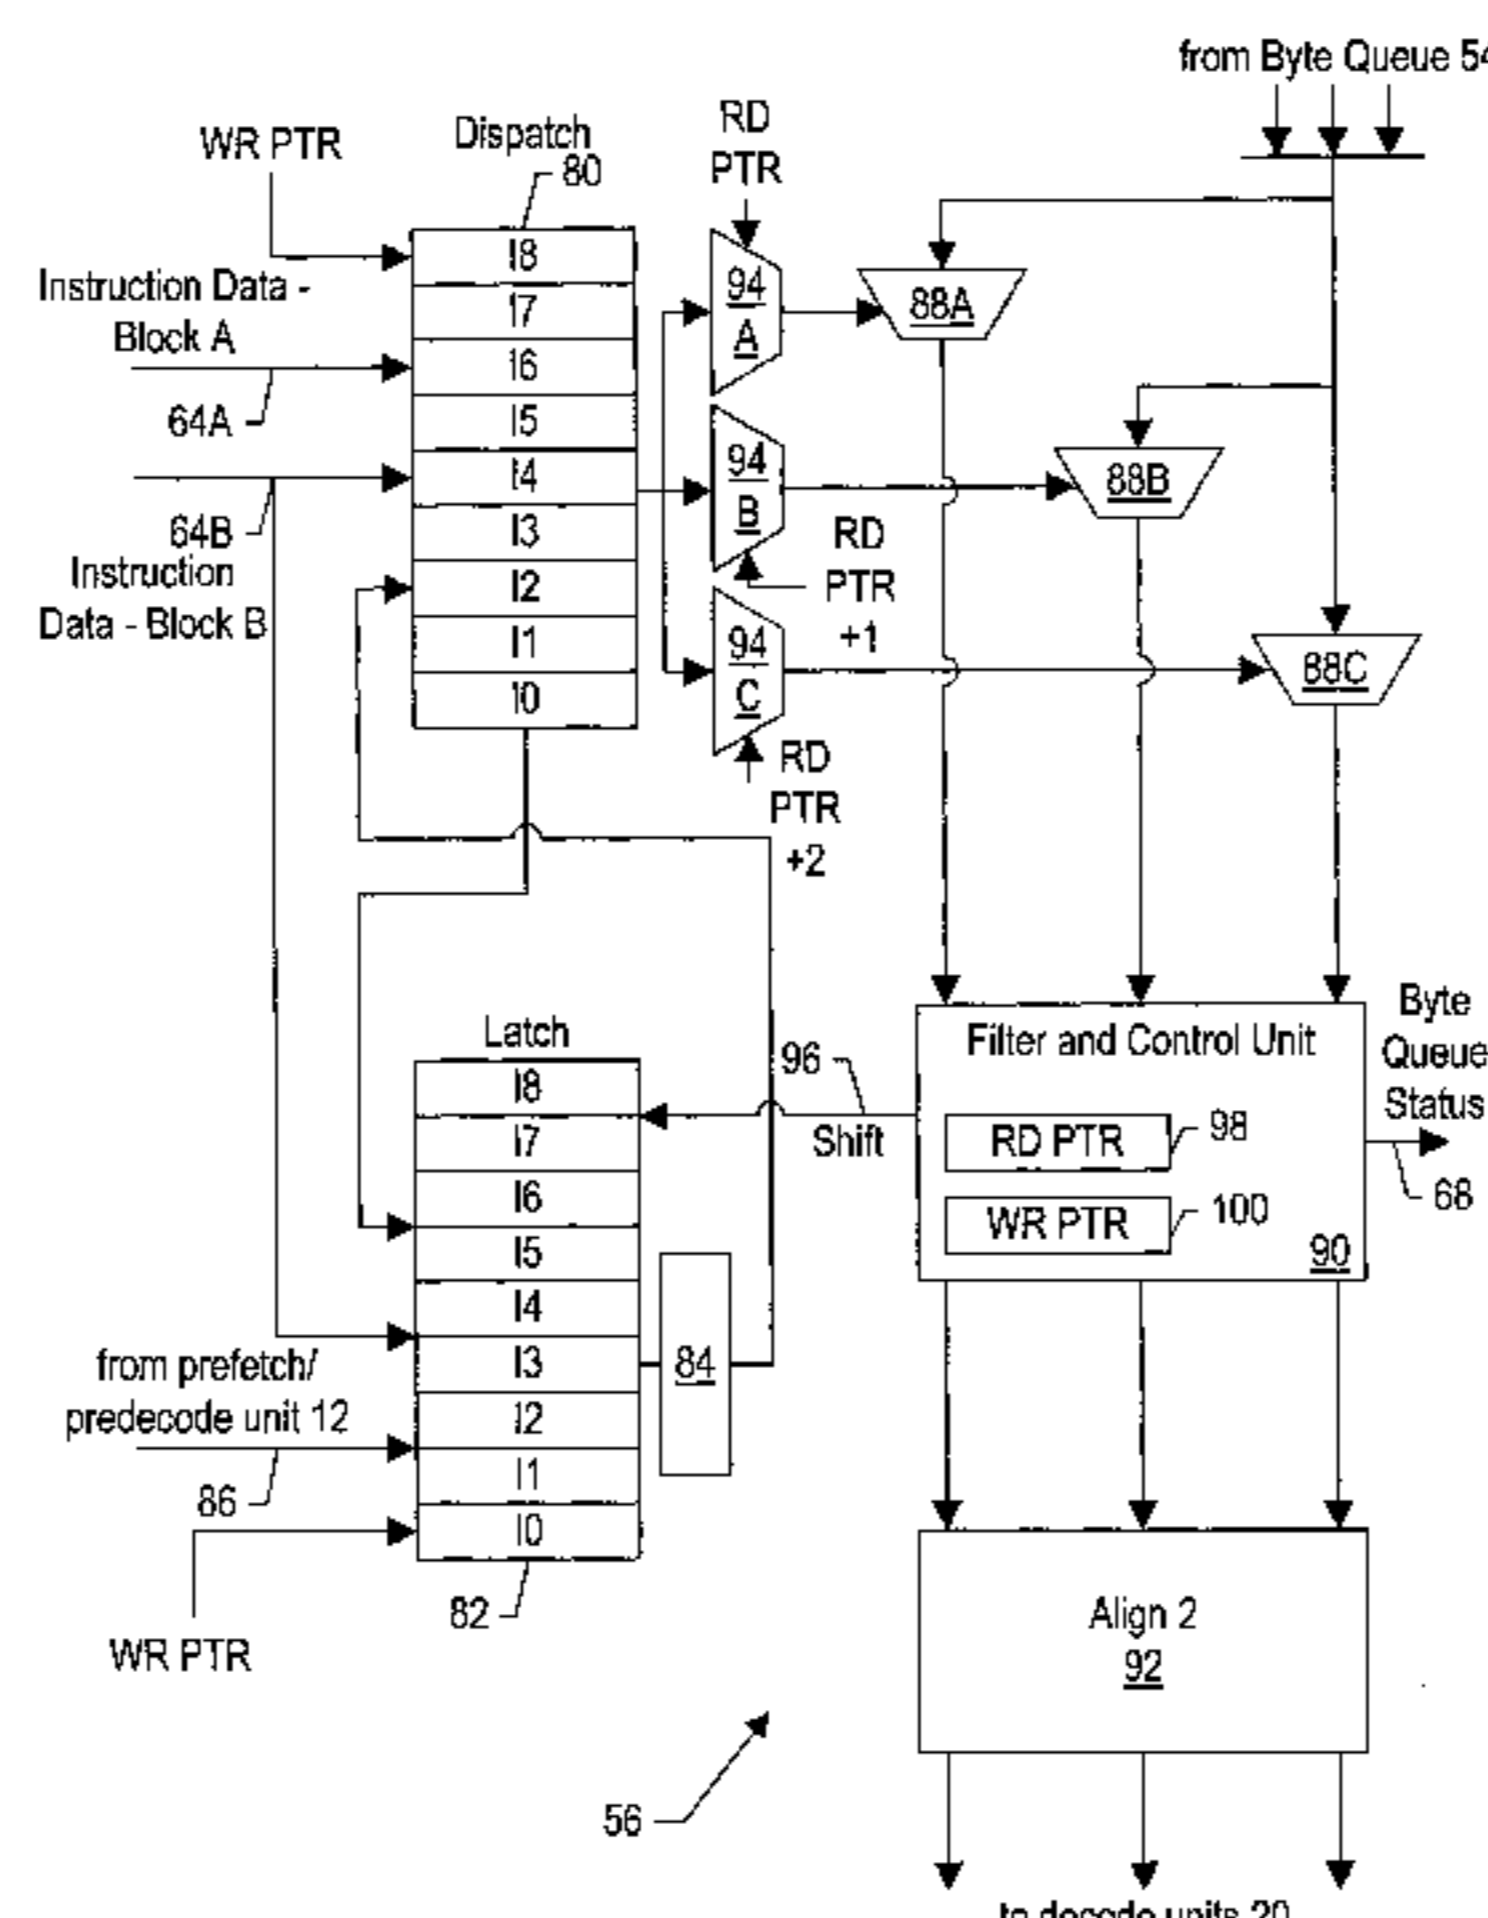 from Byte Queue 54
RD
PTR
WR PTR
Dispatch
80
I8
I7
I6
I5
I4
I3
I2
I1
I0
Instruction Data -
Block A
64A
64B
Instruction
Data - Block B
94
A
94
B
94
C
88A
88B
88C
RD
PTR
+1
RD
PTR
+2
Latch
I8
I7
I6
I5
I4
I3
I2
I1
I0
82
84
96
Shift
Filter and Control Unit
RD PTR
98
WR PTR
100
90
Byte
Queue
Status
68
from prefetch/
predecode unit 12
86
WR PTR
Align 2
92
56
to decode units 20